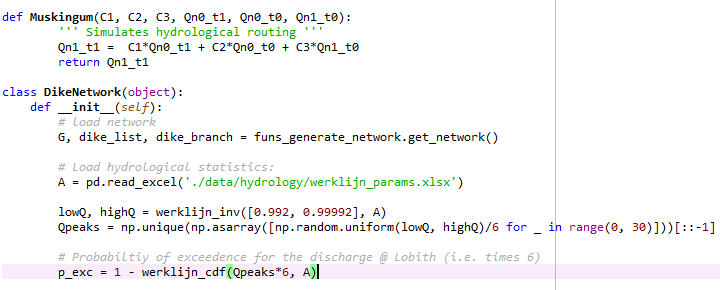 def Muskingum(C1, C2, C3, Qn0_t1, Qn0_t0, Qn1_t0):
''' Simulates hydrological routing '''
Qn1_t1 =  C1*Qn0_t1 + C2*Qn0_t0 + C3*Qn1_t0
return Qn1_t1
class DikeNetwork(object):
def __init__(self):
# load network
G, dike_list, dike_branch = funs_generate_network.get_network()
# Load hydrological statistics:
A = pd.read_excel('./data/hydrology/werklijn_params.xlsx')
lowQ, highQ = werklijn_inv([0.992, 0.99992], A)
Qpeaks = np.unique(np.asarray([np.random.uniform(lowQ, highQ)/6 for _ in range(0, 30)]))[::-1]
# Probabiltiy of exceedence for the discharge @ Lobith (i.e. times 6)
p_exc = 1 - werklijn_cdf(Qpeaks*6, A)